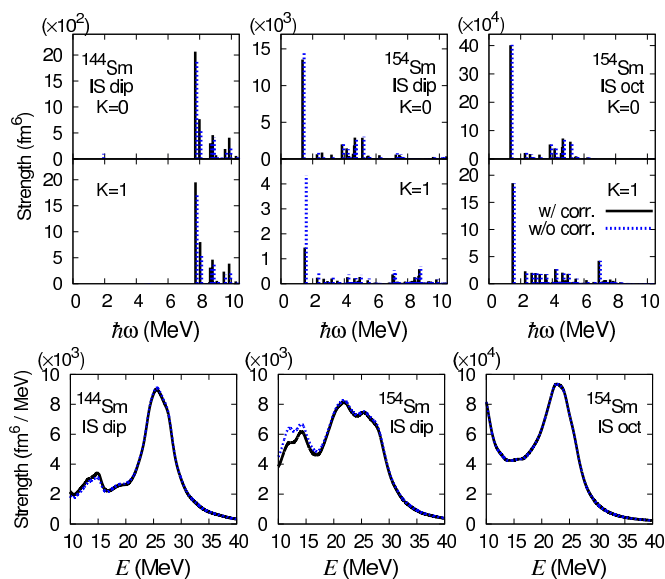 (×10²) (×10³) (×10⁴)
20 15 10 5 0
¹⁴⁴Sm
IS dip
K=0
1500 1000 500 0
¹⁵⁴Sm
IS dip
K=0
40 30 20 10 0
¹⁵⁴Sm
IS oct
K=0
Strength (fm⁶)
20 15 10 5 0
K=1
4 3 2 1 0
K=1
20 15 10 5 0
K=1
w/ corr.
w/o corr.
0 2 4 6 8 10
0 2 4 6 8 10
0 2 4 6 8 10
ħω (MeV) ħω (MeV) ħω (MeV)
(×10³) (×10³) (×10⁴)
Strength (fm⁶ / MeV)
10 8 6 4 2 0
¹⁴⁴Sm
IS dip
10 8 6 4 2 0
¹⁵⁴Sm
IS dip
10 8 6 4 2 0
¹⁵⁴Sm
IS oct
10 15 20 25 30 35 40
10 15 20 25 30 35 40
10 15 20 25 30 35 40
E (MeV) E (MeV) E (MeV)